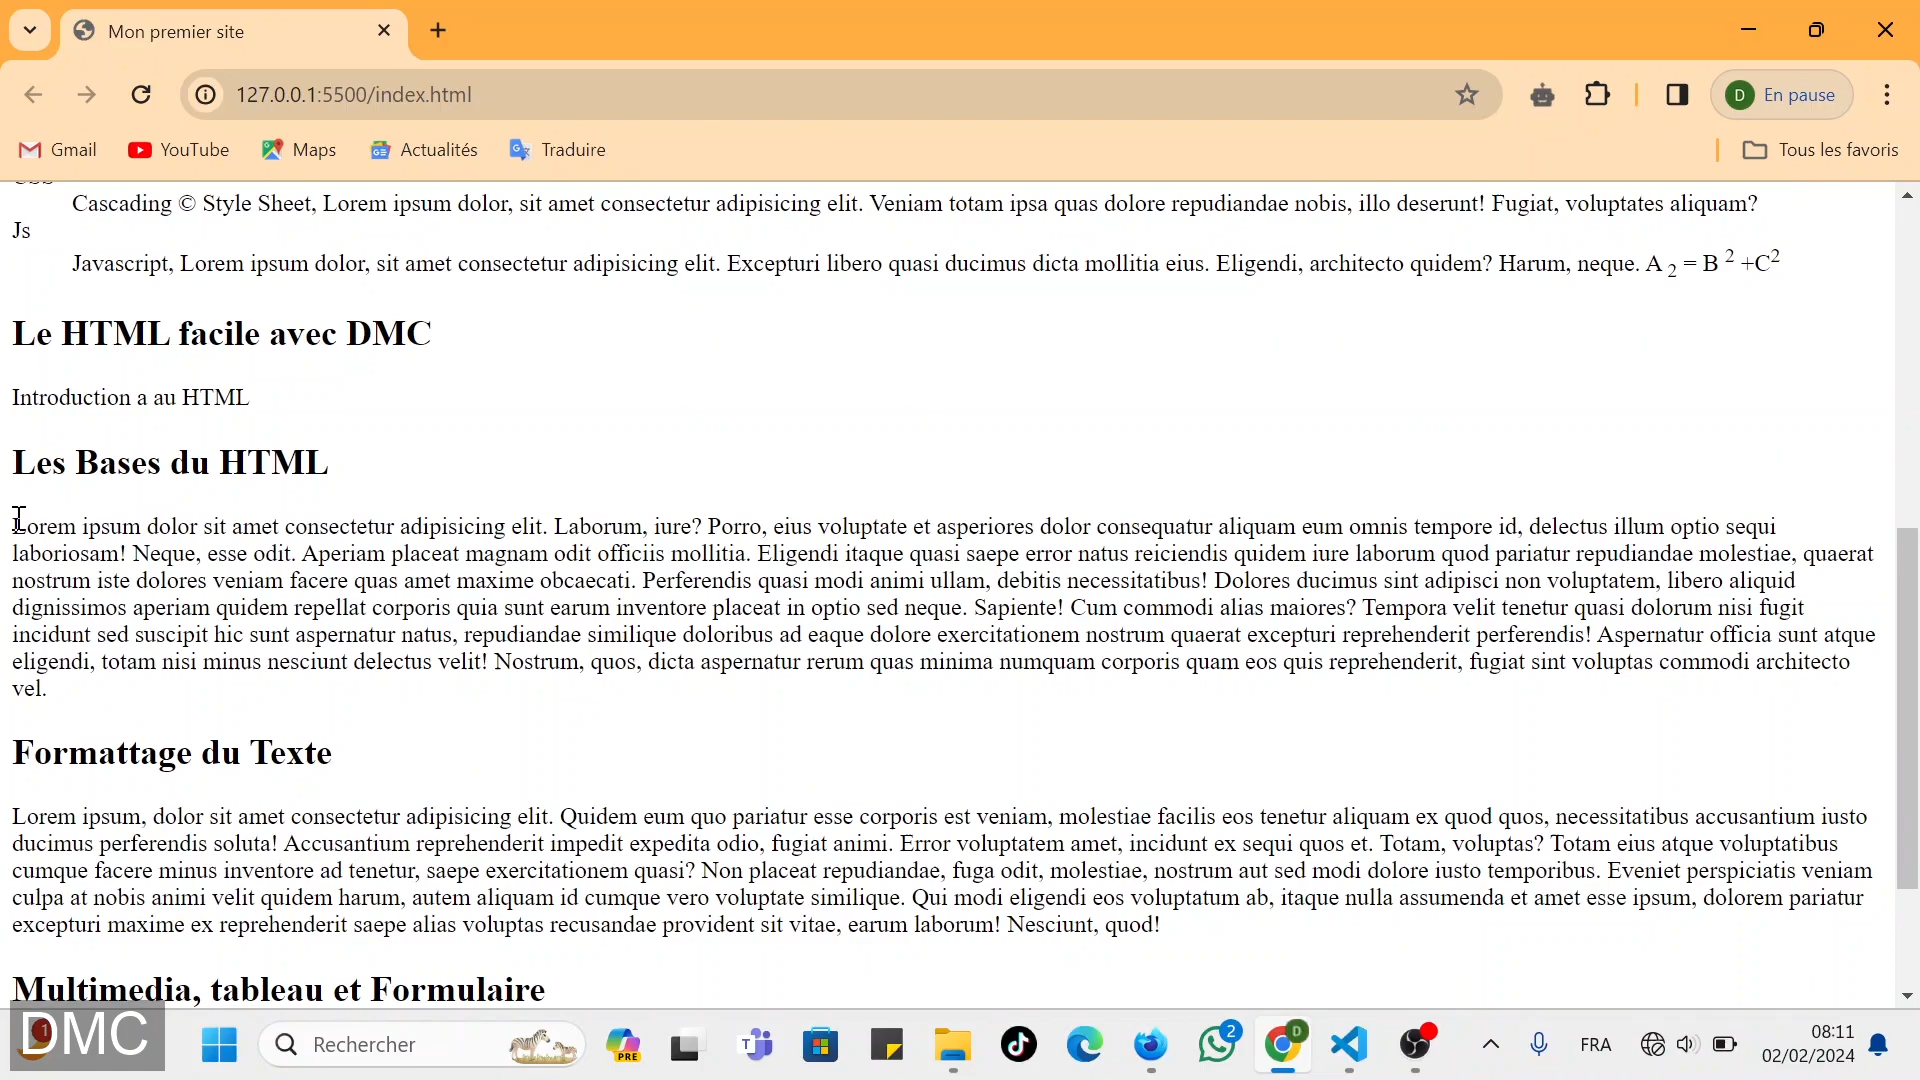 Mon premier site
127.0.0.1:5500/index.html
D En pause
Gmail YouTube Maps Actualités Traduire Tous les favoris
CSS
Cascading © Style Sheet, Lorem ipsum dolor, sit amet consectetur adipisicing elit. Veniam totam ipsa quas dolore repudiandae nobis, illo deserunt! Fugiat, voluptates aliquam?
Js
Javascript, Lorem ipsum dolor, sit amet consectetur adipisicing elit. Excepturi libero quasi ducimus dicta mollitia eius. Eligendi, architecto quidem? Harum, neque. A ₂ = B ² +C²
Le HTML facile avec DMC
Introduction a au HTML
Les Bases du HTML
Lorem ipsum dolor sit amet consectetur adipisicing elit. Laborum, iure? Porro, eius voluptate et asperiores dolor consequatur aliquam eum omnis tempore id, delectus illum optio sequi
laboriosam! Neque, esse odit. Aperiam placeat magnam odit officiis mollitia. Eligendi itaque quasi saepe error natus reiciendis quidem iure laborum quod pariatur repudiandae molestiae, quaerat
nostrum iste dolores veniam facere quas amet maxime obcaecati. Perferendis quasi modi animi ullam, debitis necessitatibus! Dolores ducimus sint adipisci non voluptatem, libero aliquid
dignissimos aperiam quidem repellat corporis quia sunt earum inventore placeat in optio sed neque. Sapiente! Cum commodi alias maiores? Tempora velit tenetur quasi dolorum nisi fugit
incidunt sed suscipit hic sunt aspernatur natus, repudiandae similique doloribus ad eaque dolore exercitationem nostrum quaerat excepturi reprehenderit perferendis! Aspernatur officia sunt atque
eligendi, totam nisi minus nesciunt delectus velit! Nostrum, quos, dicta aspernatur rerum quas minima numquam corporis quam eos quis reprehenderit, fugiat sint voluptas commodi architecto
vel.
Formattage du Texte
Lorem ipsum, dolor sit amet consectetur adipisicing elit. Quidem eum quo pariatur esse corporis est veniam, molestiae facilis eos tenetur aliquam ex quod quos, necessitatibus accusantium iusto
ducimus perferendis soluta! Accusantium reprehenderit impedit expedita odio, fugiat animi. Error voluptatem amet, incidunt ex sequi quos et. Totam, voluptas? Totam eius atque voluptatibus
cumque facere minus inventore ad tenetur, saepe exercitationem quasi? Non placeat repudiandae, fuga odit, molestiae, nostrum aut sed modi dolore iusto temporibus. Eveniet perspiciatis veniam
culpa at nobis animi velit quidem harum, autem aliquam id cumque vero voluptate similique. Qui modi eligendi eos voluptatum ab, itaque nulla assumenda et amet esse ipsum, dolorem pariatur
excepturi maxime ex reprehenderit saepe alias voluptas recusandae provident sit vitae, earum laborum! Nesciunt, quod!
Multimedia, tableau et Formulaire
DMC
1
Rechercher
PRE
2
D
FRA
08:11
02/02/2024